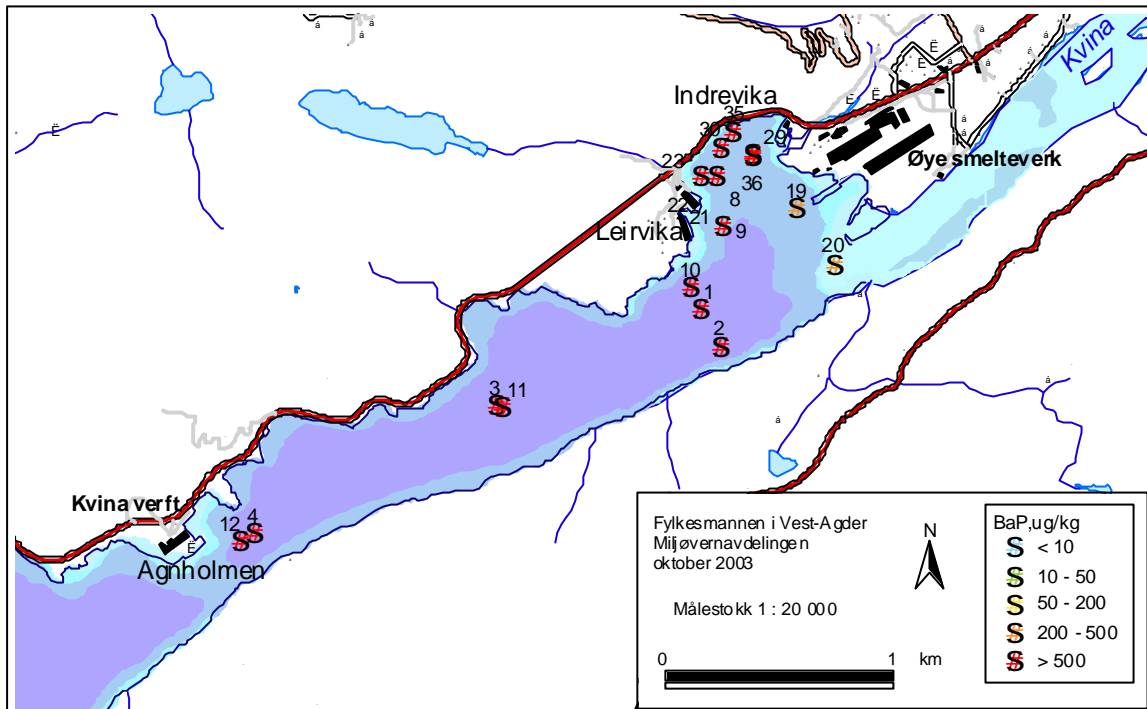 Kvina
Indrevika
35
30
29
23
Øye smelteverk
36
19
8
22
21
9
Leirvika
20
10
1
2
3
11
Kvina verft
12
4
Agnholmen
Fylkesmannen i Vest-Agder
Miljøvernavdelingen
oktober 2003
N
Målestokk 1 : 20 000
0
1
km
BaP,ug/kg
S < 10
S 10 - 50
S 50 - 200
S 200 - 500
S > 500